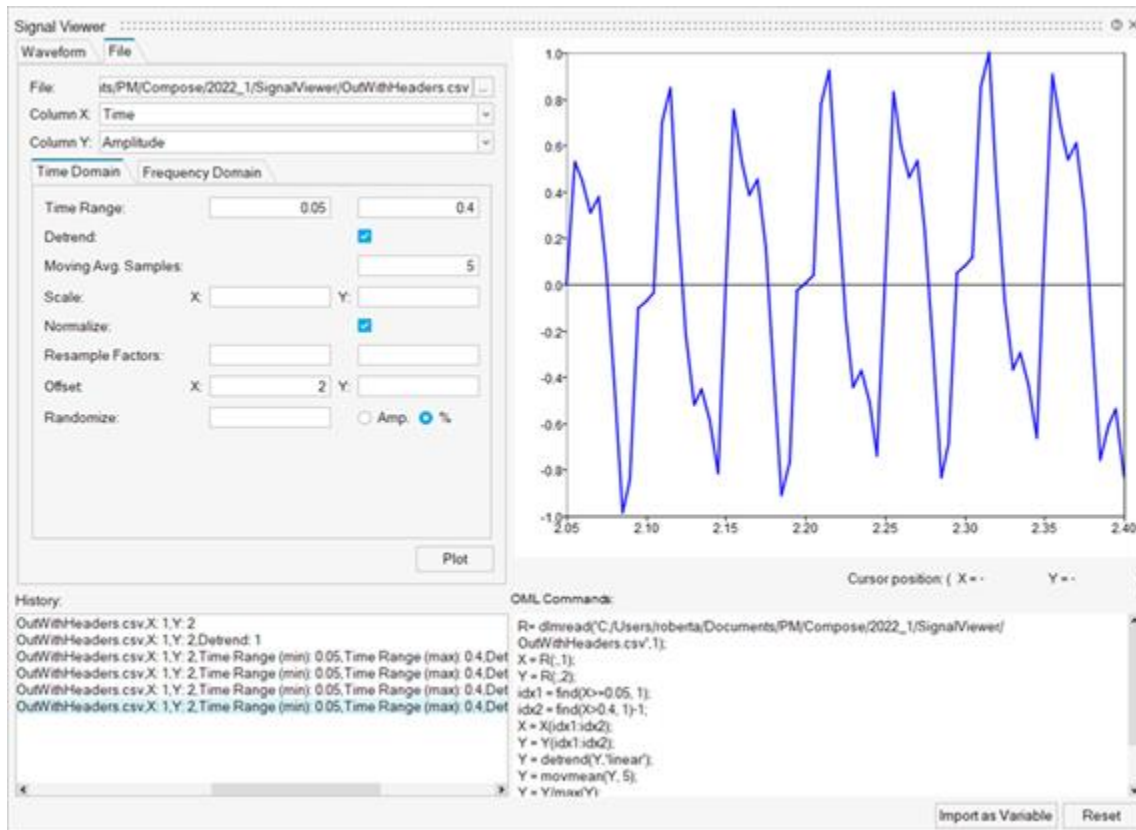 Signal Viewer
Waveform File
File: ts/PM/Compose/2022_1/SignalViewer/OutWithHeaders.csv ...
Column X: Time
Column Y: Amplitude
Time Domain Frequency Domain
Time Range: 0.05 0.4
Detrend:
Moving Avg. Samples: 5
Scale: X: Y:
Normalize:
Resample Factors:
Offset: X: 2 Y:
Randomize: Amp. %
Plot
1.0
0.8
0.6
0.4
0.2
0.0
-0.2
-0.4
-0.6
-0.8
-1.0
2.05 2.10 2.15 2.20 2.25 2.30 2.35 2.40
Cursor position: ( X = - Y = -
History:
OutWithHeaders.csv,X: 1,Y: 2
OutWithHeaders.csv,X: 1,Y: 2,Detrend: 1
OutWithHeaders.csv,X: 1,Y: 2,Time Range (min): 0.05,Time Range (max): 0.4,Det
OutWithHeaders.csv,X: 1,Y: 2,Time Range (min): 0.05,Time Range (max): 0.4,Det
OutWithHeaders.csv,X: 1,Y: 2,Time Range (min): 0.05,Time Range (max): 0.4,Det
OutWithHeaders.csv,X: 1,Y: 2,Time Range (min): 0.05,Time Range (max): 0.4,Det
OML Commands:
R= dlmread('C:/Users/roberta/Documents/PM/Compose/2022_1/SignalViewer/
OutWithHeaders.csv',1);
X = R(:,1);
Y = R(:,2);
idx1 = find(X>=0.05, 1);
idx2 = find(X>0.4, 1)-1;
X = X(idx1:idx2);
Y = Y(idx1:idx2);
Y = detrend(Y,'linear');
Y = movmean(Y, 5);
Y = Y/max(Y);
Import as Variable Reset